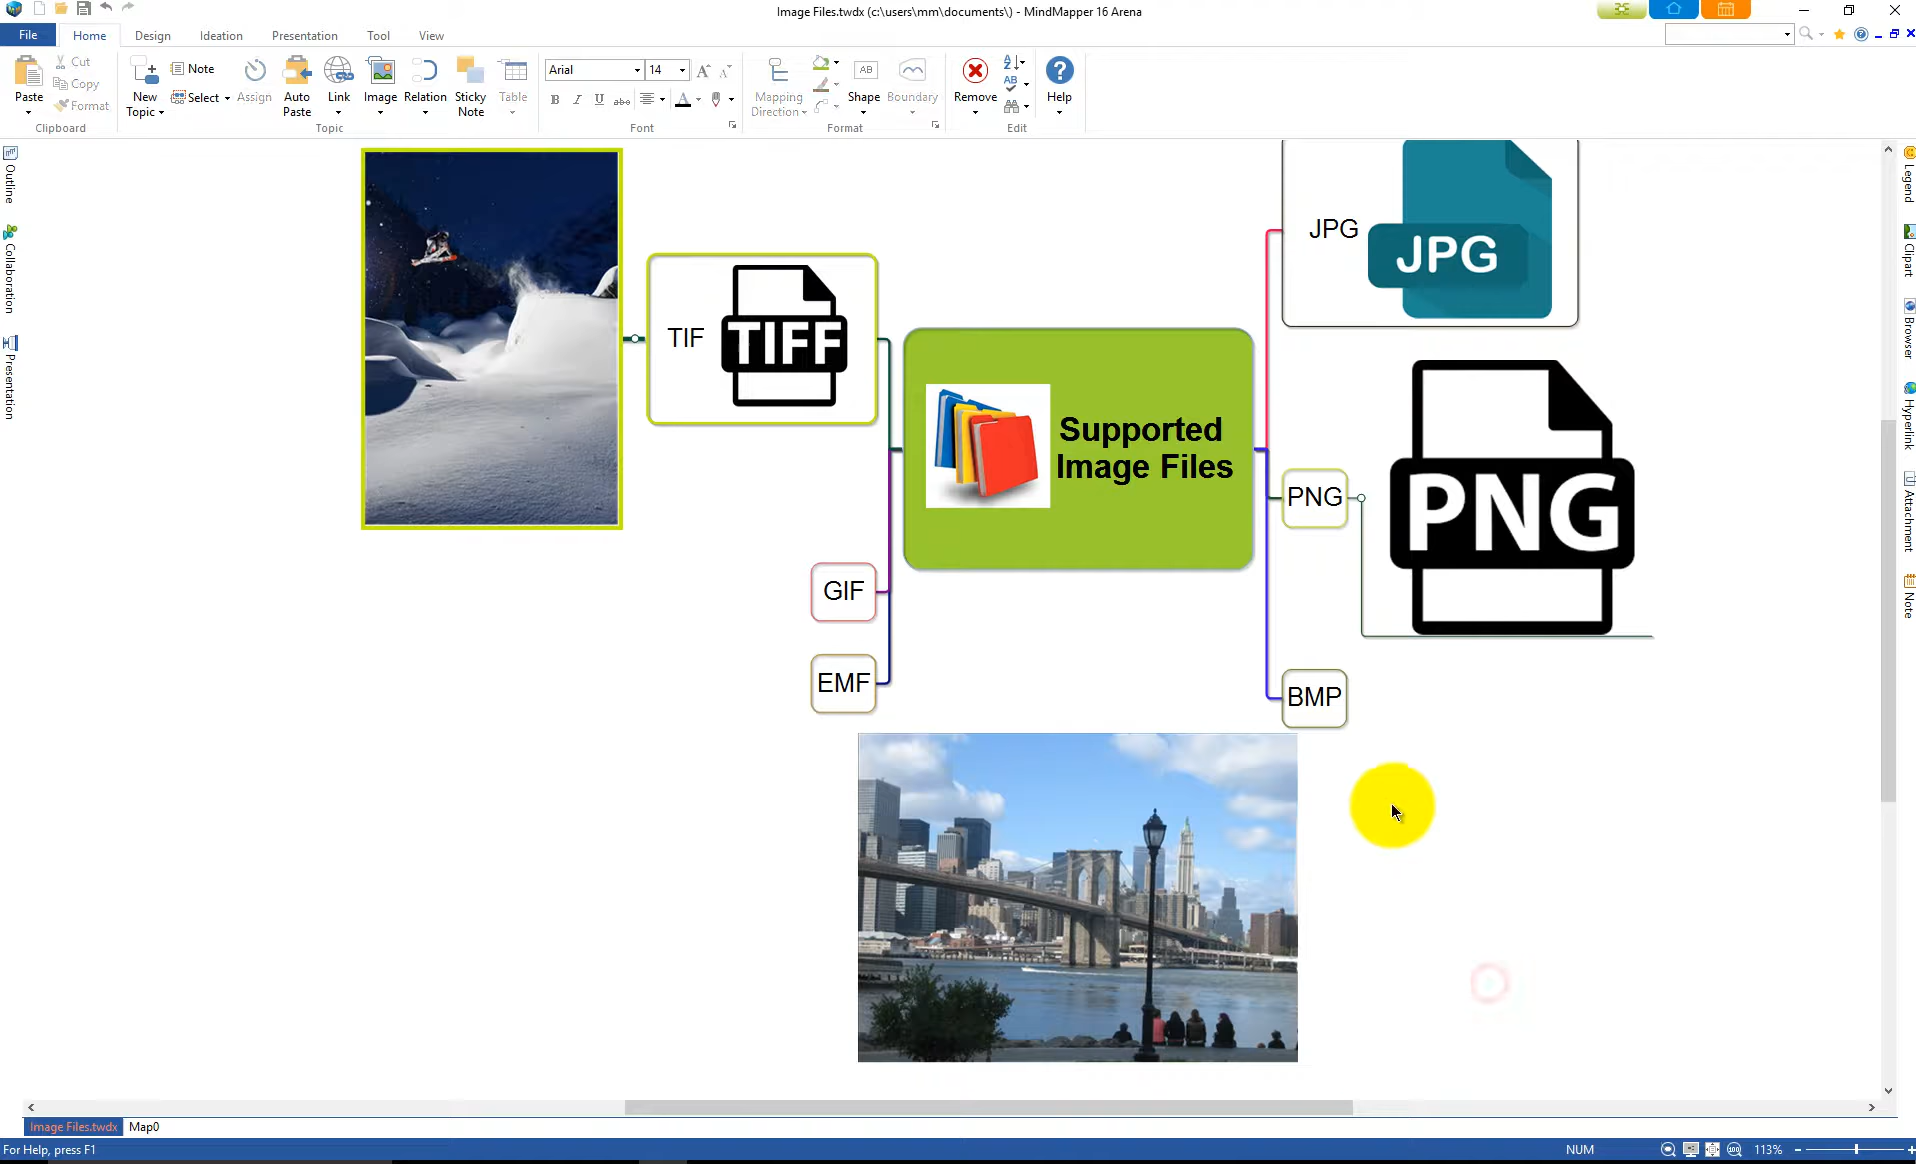 Image Files.twdx (c:\users\mm\documents\) - MindMapper 16 Arena
File Home Design Ideation Presentation Tool View
Paste
Cut
Copy
Format
Clipboard
New Topic
Note
Select
Assign
Auto Paste
Link
Image
Relation
Sticky Note
Table
Topic
Arial 14
B I U abc A
Font
Mapping Direction
AB
Shape
Boundary
Format
Remove
Edit
Help
Outline
Collaboration
Presentation
Legend
Clipart
Browser
Hyperlink
Attachment
Note
JPG
JPG
TIF
TIFF
Supported
Image Files
PNG
PNG
GIF
EMF
BMP
Image Files.twdx Map0
For Help, press F1
NUM
113%